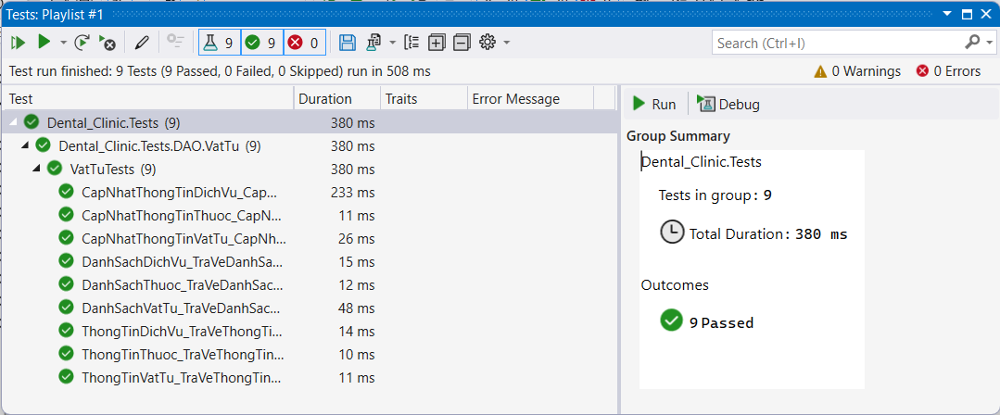 Tests: Playlist #1
9 9 0 Search (Ctrl+I)
Test run finished: 9 Tests (9 Passed, 0 Failed, 0 Skipped) run in 508 ms 0 Warnings 0 Errors
Test Duration Traits Error Message
Dental_Clinic.Tests (9) 380 ms
Dental_Clinic.Tests.DAO.VatTu (9) 380 ms
VatTuTests (9) 380 ms
CapNhatThongTinDichVu_Cap... 233 ms
CapNhatThongTinThuoc_CapN... 11 ms
CapNhatThongTinVatTu_CapNh... 26 ms
DanhSachDichVu_TraVeDanhSa... 15 ms
DanhSachThuoc_TraVeDanhSac... 12 ms
DanhSachVatTu_TraVeDanhSac... 48 ms
ThongTinDichVu_TraVeThongTi... 14 ms
ThongTinThuoc_TraVeThongTin... 10 ms
ThongTinVatTu_TraVeThongTin... 11 ms
Run Debug
Group Summary
Dental_Clinic.Tests
Tests in group: 9
Total Duration: 380 ms
Outcomes
9 Passed